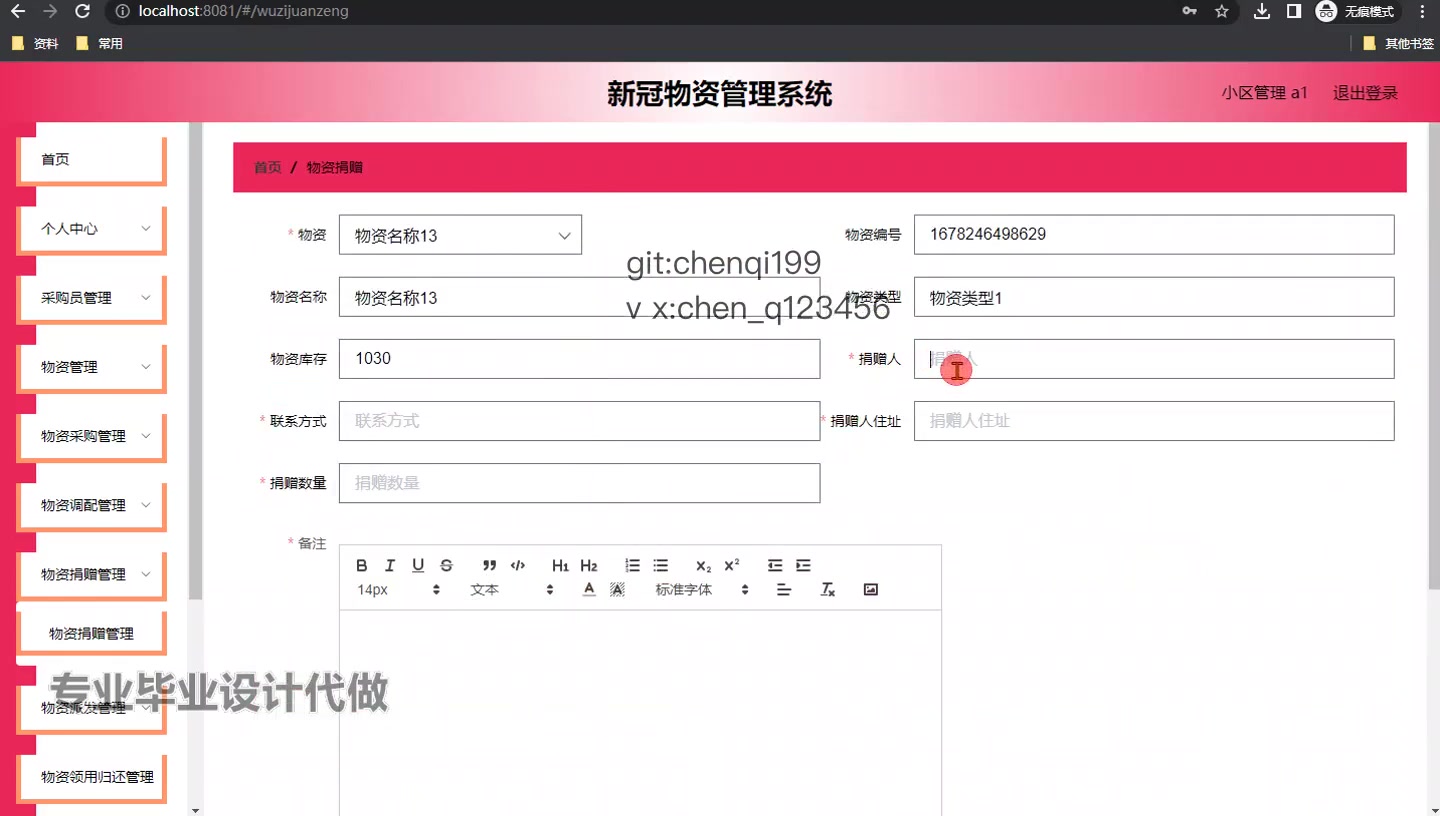 localhost:8081/#/wuzijuanzeng
无痕模式
资料
常用
其他书签
新冠物资管理系统
小区管理 a1
退出登录
首页
个人中心
采购员管理
物资管理
物资采购管理
物资调配管理
物资捐赠管理
物资捐赠管理
物资派发管理
物资领用归还管理
首页 / 物资捐赠
* 物资 物资名称13
物资编号 1678246498629
git:chenqi199
物资名称 物资名称13
物资类型 物资类型1
v x:chen_q123456
物资库存 1030
* 捐赠人 捐赠人
* 联系方式 联系方式
* 捐赠人住址 捐赠人住址
* 捐赠数量 捐赠数量
* 备注
B I U S ” </> H1 H2 X2 X2
14px 文本 A A 标准字体 Tx
专业毕业设计代做